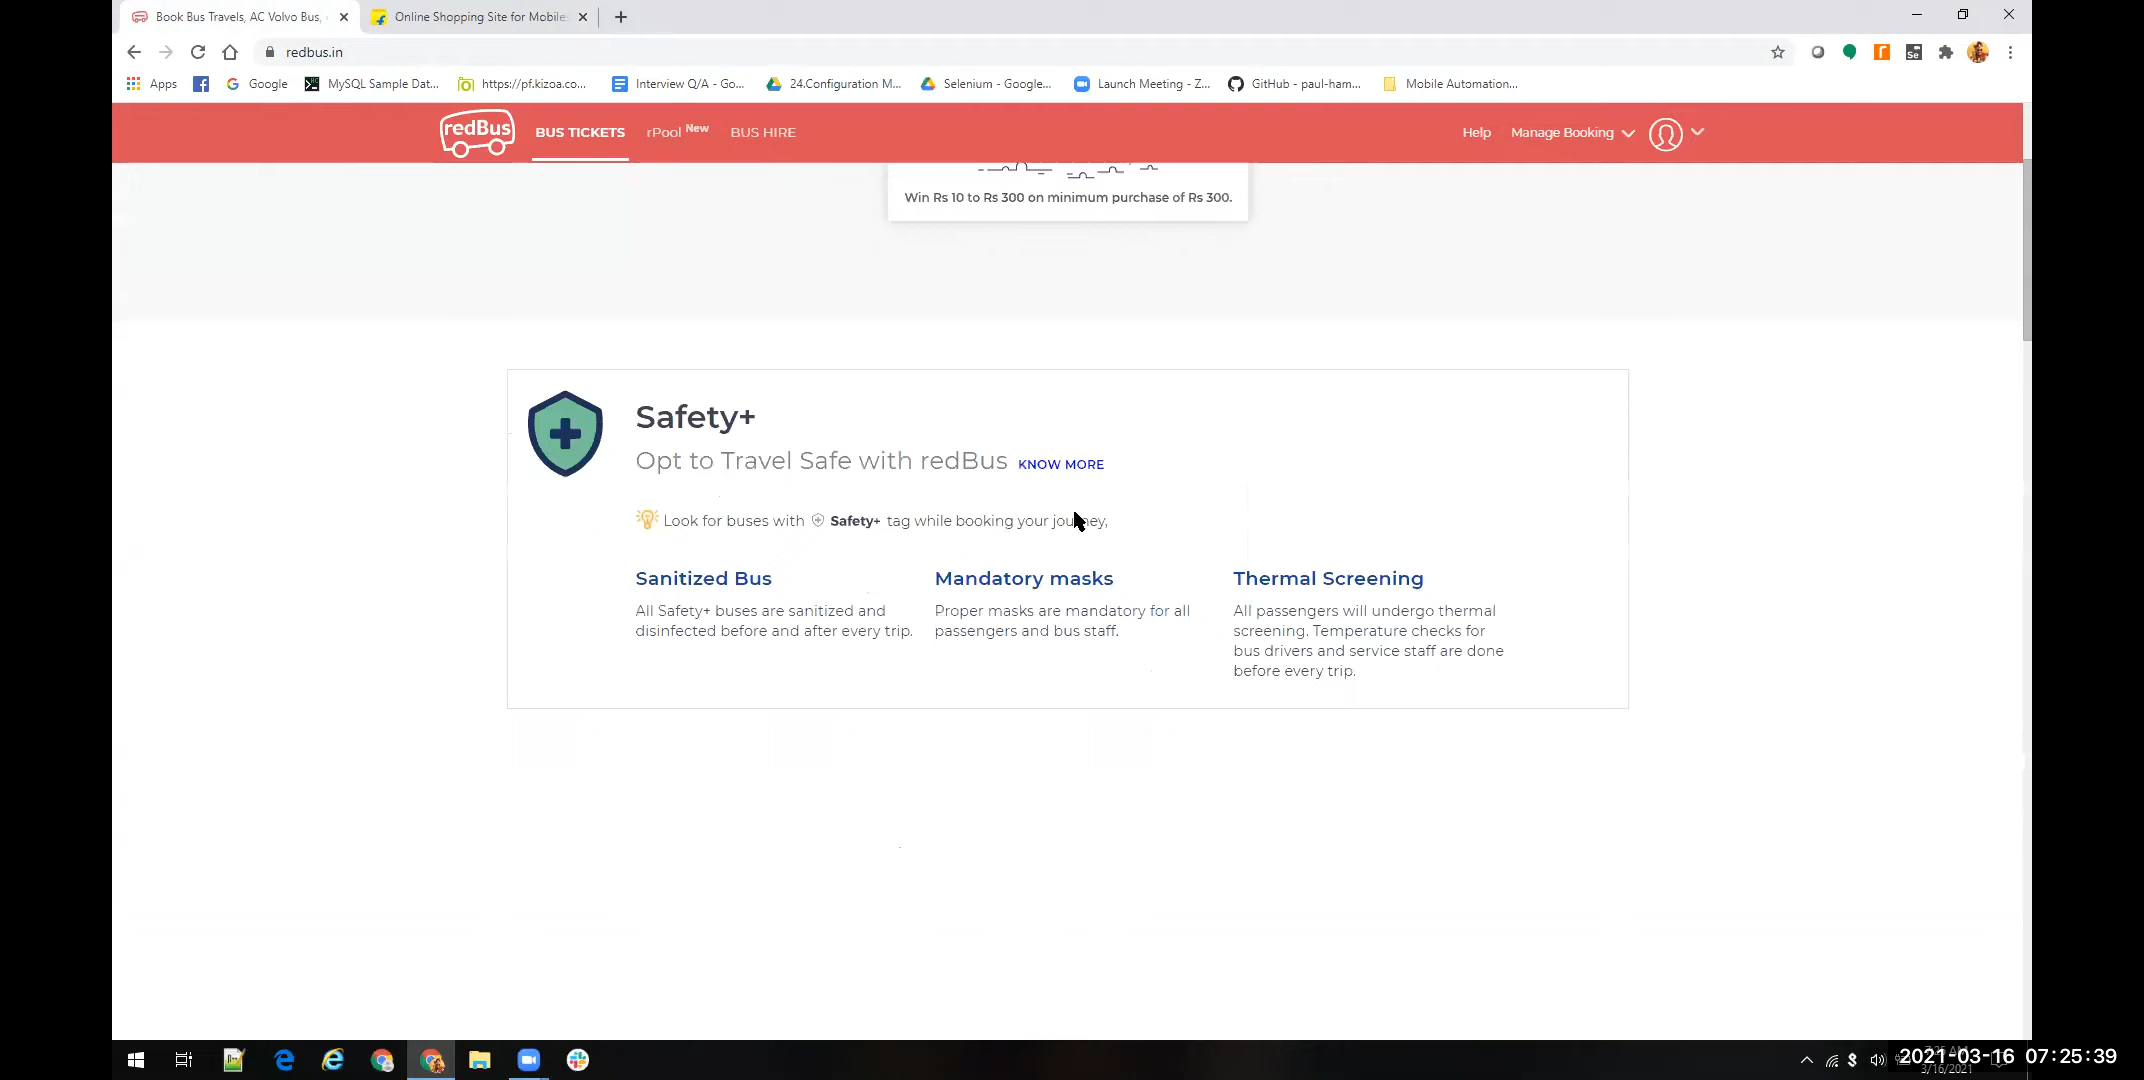 Book Bus Travels, AC Volvo Bus,
Online Shopping Site for Mobile
redbus.in
Apps
Google
MySQL Sample Dat...
https://pf.kizoa.co...
Interview Q/A - Go...
24.Configuration M...
Selenium - Google...
Launch Meeting - Z...
GitHub - paul-ham...
Mobile Automation...
redBus
BUS TICKETS
rPool New
BUS HIRE
Help
Manage Booking
Win Rs 10 to Rs 300 on minimum purchase of Rs 300.
Safety+
Opt to Travel Safe with redBus KNOW MORE
Look for buses with Safety+ tag while booking your journey,
Sanitized Bus
All Safety+ buses are sanitized and
disinfected before and after every trip.
Mandatory masks
Proper masks are mandatory for all
passengers and bus staff.
Thermal Screening
All passengers will undergo thermal
screening. Temperature checks for
bus drivers and service staff are done
before every trip.
2021-03-16 07:25:39
3/16/2021